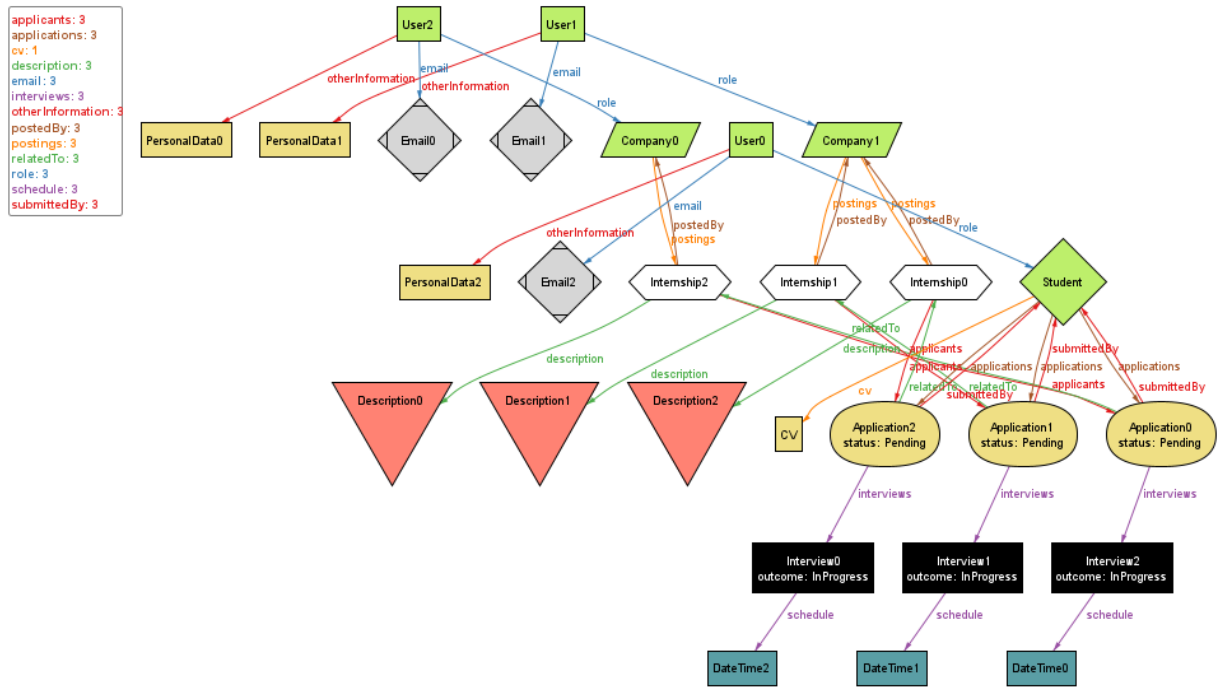 applicants: 3
applications: 3
cv: 1
description: 3
email: 3
interviews: 3
otherInformation: 3
postedBy: 3
postings: 3
relatedTo: 3
role: 3
schedule: 3
submittedBy: 3
User2
User1
email
email
otherInformation
otherInformation
role
role
PersonalData0
PersonalData1
Email0
Email1
Company0
User0
Company1
email
postings
postings
postedBy
postedBy
postedBy
role
otherInformation
postings
PersonalData2
Email2
Internship2
Internship1
Internship0
Student
relatedTo
description
applicants
submittedBy
description
description
applicants
applications
applications
applications
cv
relatedTo
relatedTo
submittedBy
applicants
submittedBy
Description0
Description1
Description2
CV
Application2
status: Pending
Application1
status: Pending
Application0
status: Pending
interviews
interviews
interviews
Interview0
outcome: InProgress
Interview1
outcome: InProgress
Interview2
outcome: InProgress
schedule
schedule
schedule
DateTime2
DateTime1
DateTime0